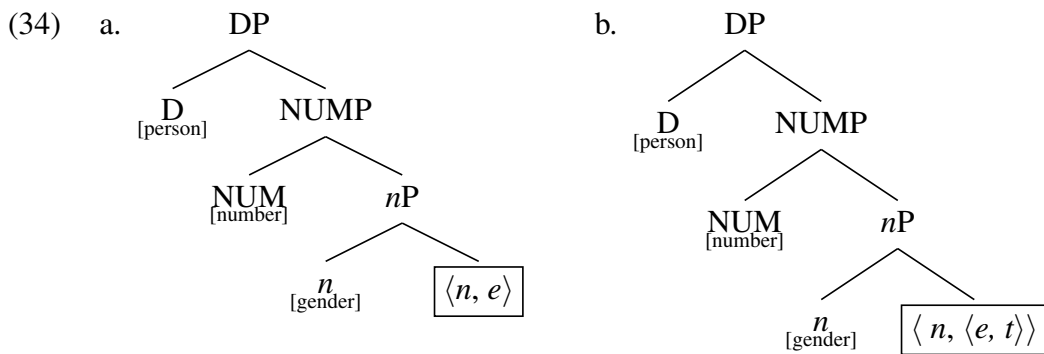 (34) a. DP b. DP
D NUMP D NUMP
[person] [person]
NUM nP NUM nP
[number] [number]
n ⟨n, e⟩ n ⟨ n, ⟨e, t⟩⟩
[gender] [gender]